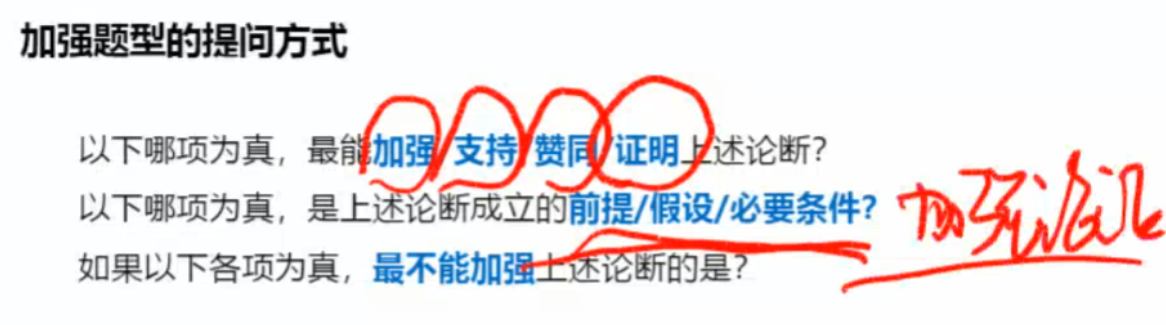 加强题型的提问方式
以下哪项为真，最能加强/支持/赞同/证明上述论断？
以下哪项为真，是上述论断成立的前提/假设/必要条件？
加强论证
如果以下各项为真，最不能加强上述论断的是？